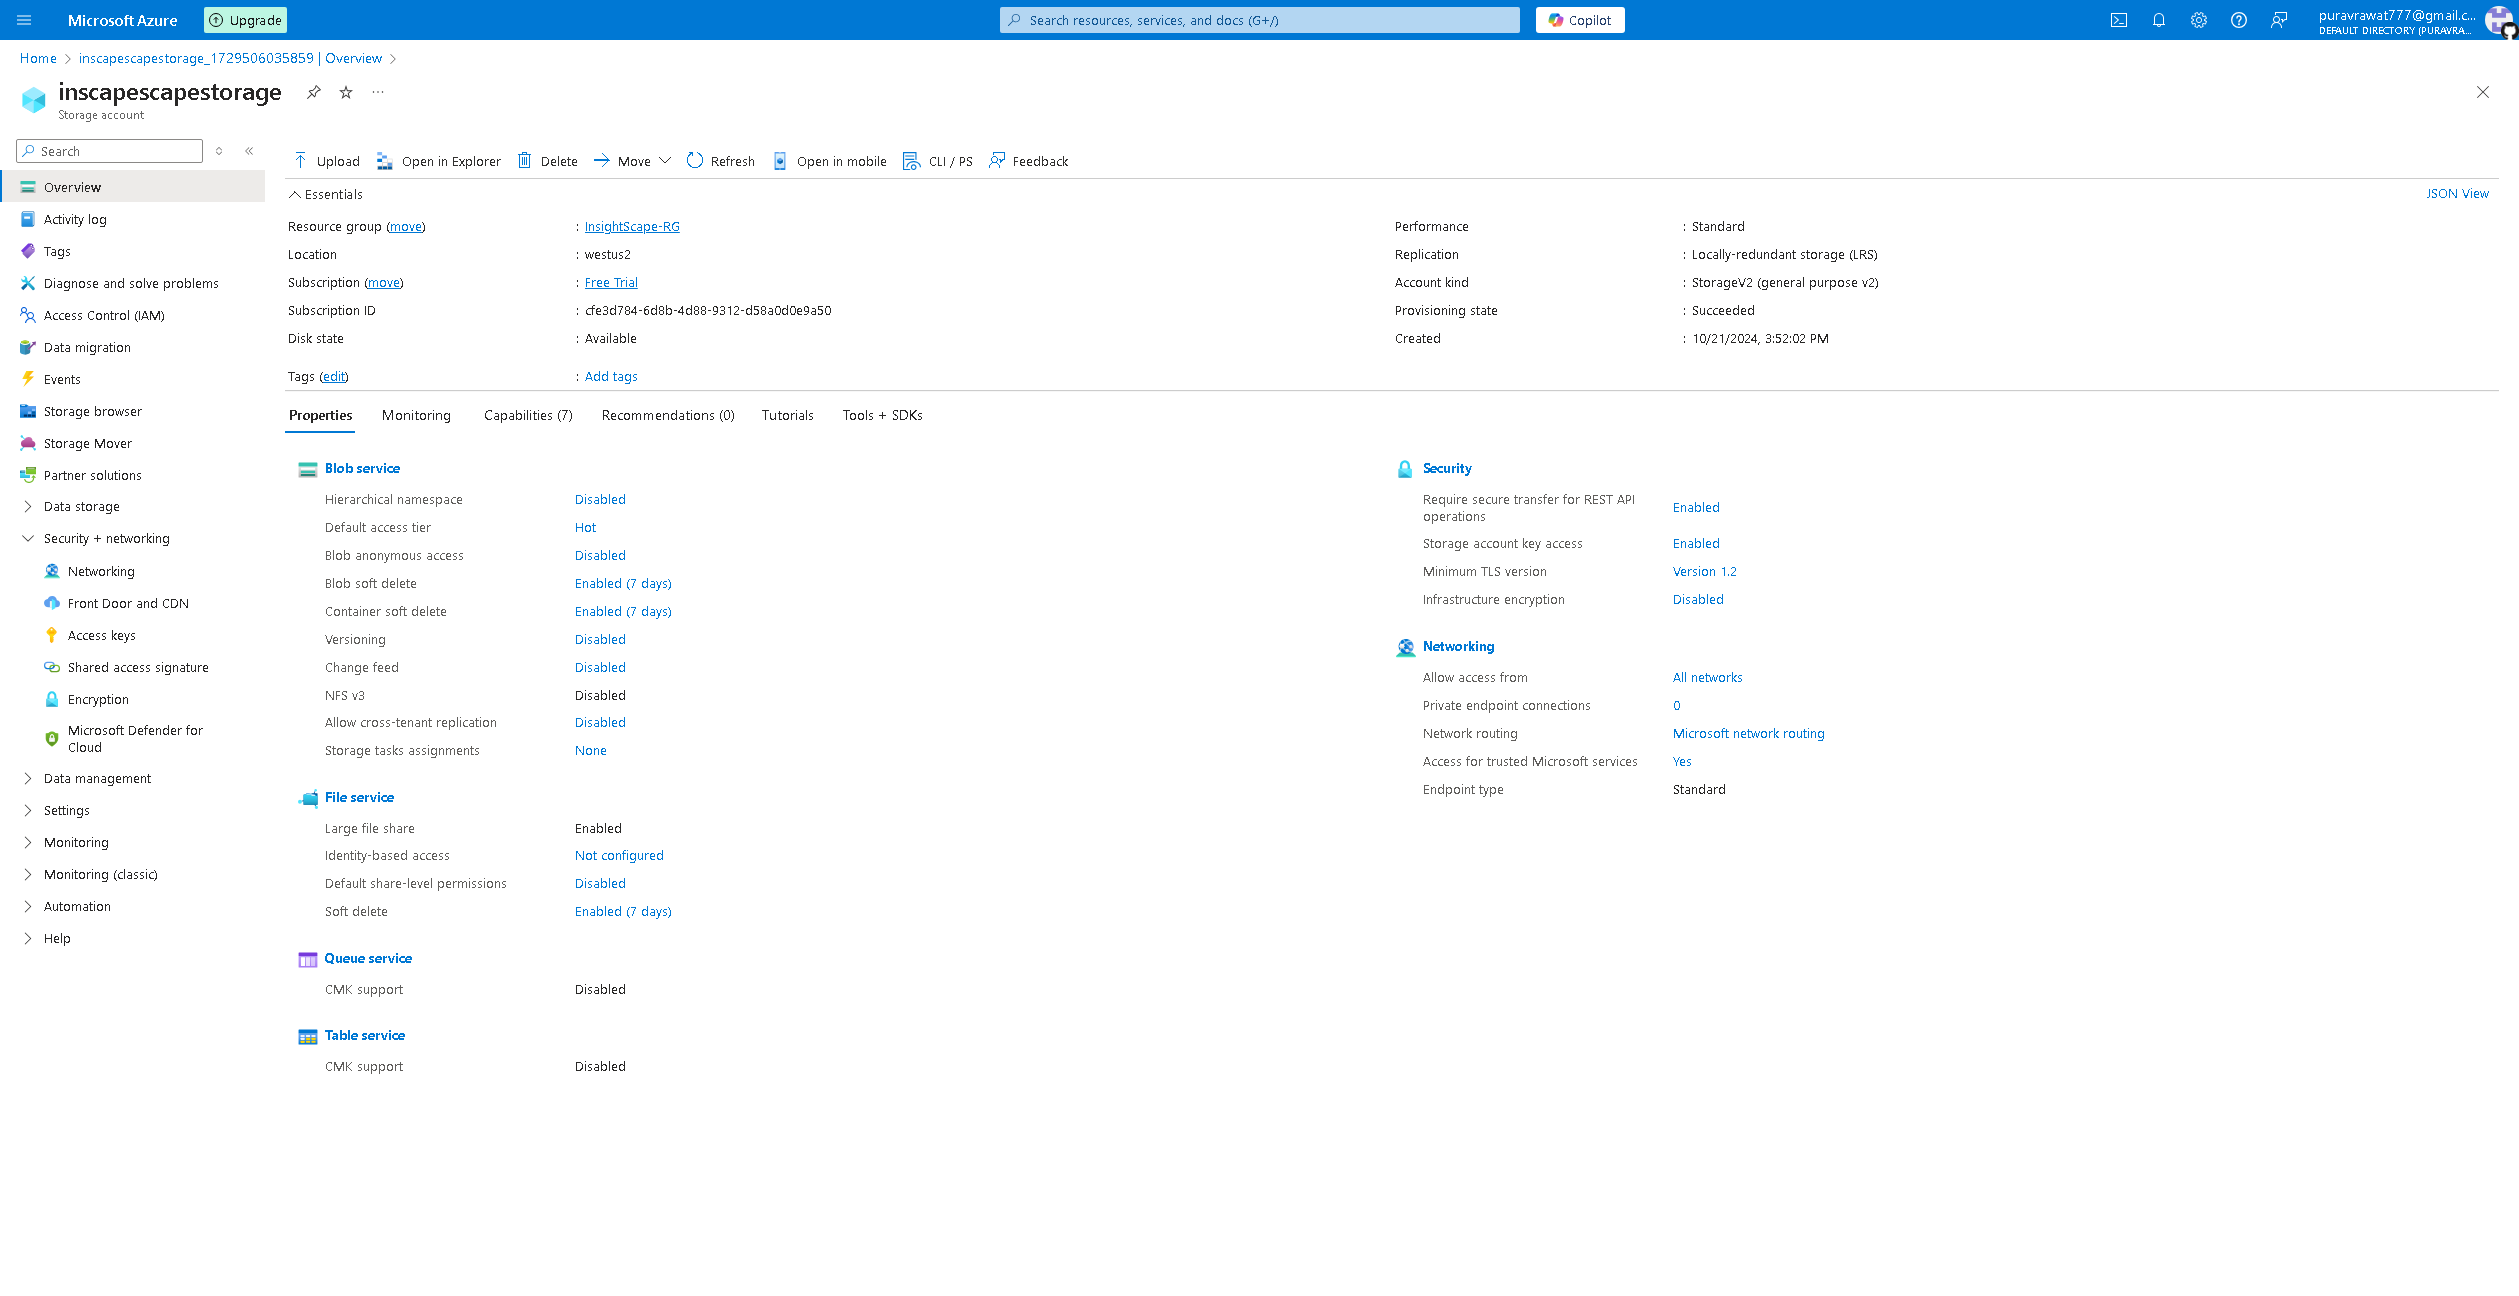 Microsoft Azure
Upgrade
Search resources, services, and docs (G+/)
Copilot
puravrawat777@gmail.c...
DEFAULT DIRECTORY (PURAVRA...
Home > inscapescapestorage_1729506035859 | Overview >
inscapescapestorage
Storage account
Search
Overview
Activity log
Tags
Diagnose and solve problems
Access Control (IAM)
Data migration
Events
Storage browser
Storage Mover
Partner solutions
Data storage
Security + networking
Networking
Front Door and CDN
Access keys
Shared access signature
Encryption
Microsoft Defender for
Cloud
Data management
Settings
Monitoring
Monitoring (classic)
Automation
Help
Upload Open in Explorer Delete Move Refresh Open in mobile CLI / PS Feedback
Essentials
JSON View
Resource group (move) : InsightScape-RG
Location : westus2
Subscription (move) : Free Trial
Subscription ID : cfe3d784-6d8b-4d88-9312-d58a0d0e9a50
Disk state : Available
Tags (edit) : Add tags
Performance : Standard
Replication : Locally-redundant storage (LRS)
Account kind : StorageV2 (general purpose v2)
Provisioning state : Succeeded
Created : 10/21/2024, 3:52:02 PM
Properties Monitoring Capabilities (7) Recommendations (0) Tutorials Tools + SDKs
Blob service
Hierarchical namespace Disabled
Default access tier Hot
Blob anonymous access Disabled
Blob soft delete Enabled (7 days)
Container soft delete Enabled (7 days)
Versioning Disabled
Change feed Disabled
NFS v3 Disabled
Allow cross-tenant replication Disabled
Storage tasks assignments None
File service
Large file share Enabled
Identity-based access Not configured
Default share-level permissions Disabled
Soft delete Enabled (7 days)
Queue service
CMK support Disabled
Table service
CMK support Disabled
Security
Require secure transfer for REST API
operations Enabled
Storage account key access Enabled
Minimum TLS version Version 1.2
Infrastructure encryption Disabled
Networking
Allow access from All networks
Private endpoint connections 0
Network routing Microsoft network routing
Access for trusted Microsoft services Yes
Endpoint type Standard